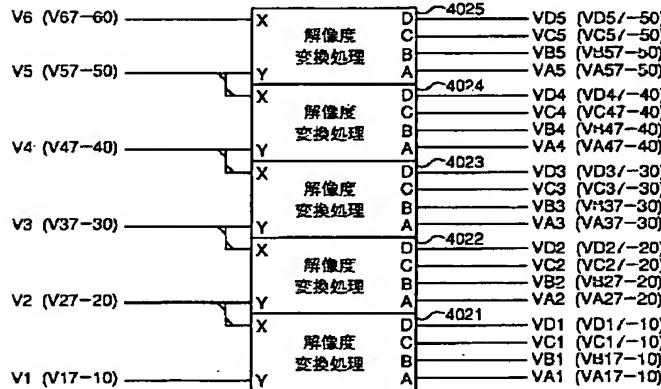 V6 (V67-60) X 解像度 変換処理 D 4025 VD5 (VD57-50)
C VC5 (VC57-50)
B VB5 (VB57-50)
V5 (V57-50) Y A VA5 (VA57-50)
X 解像度 変換処理 D 4024 VD4 (VD47-40)
C VC4 (VC47-40)
B VB4 (VB47-40)
V4 (V47-40) Y A VA4 (VA47-40)
X 解像度 変換処理 D 4023 VD3 (VD37-30)
C VC3 (VC37-30)
B VB3 (VB37-30)
V3 (V37-30) Y A VA3 (VA37-30)
X 解像度 変換処理 D 4022 VD2 (VD27-20)
C VC2 (VC27-20)
B VB2 (VB27-20)
V2 (V27-20) Y A VA2 (VA27-20)
X 解像度 変換処理 D 4021 VD1 (VD17-10)
C VC1 (VC17-10)
B VB1 (VB17-10)
V1 (V17-10) Y A VA1 (VA17-10)